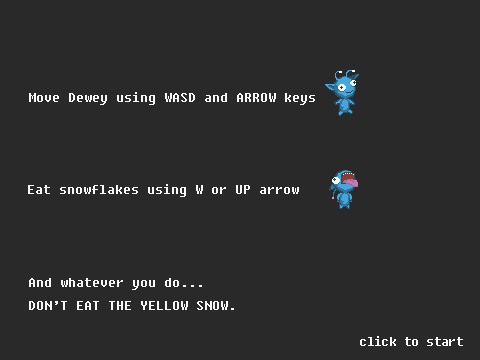 Move Dewey using WASD and ARROW keys
Eat snowflakes using W or UP arrow
And whatever you do...
DON'T EAT THE YELLOW SNOW.
click to start